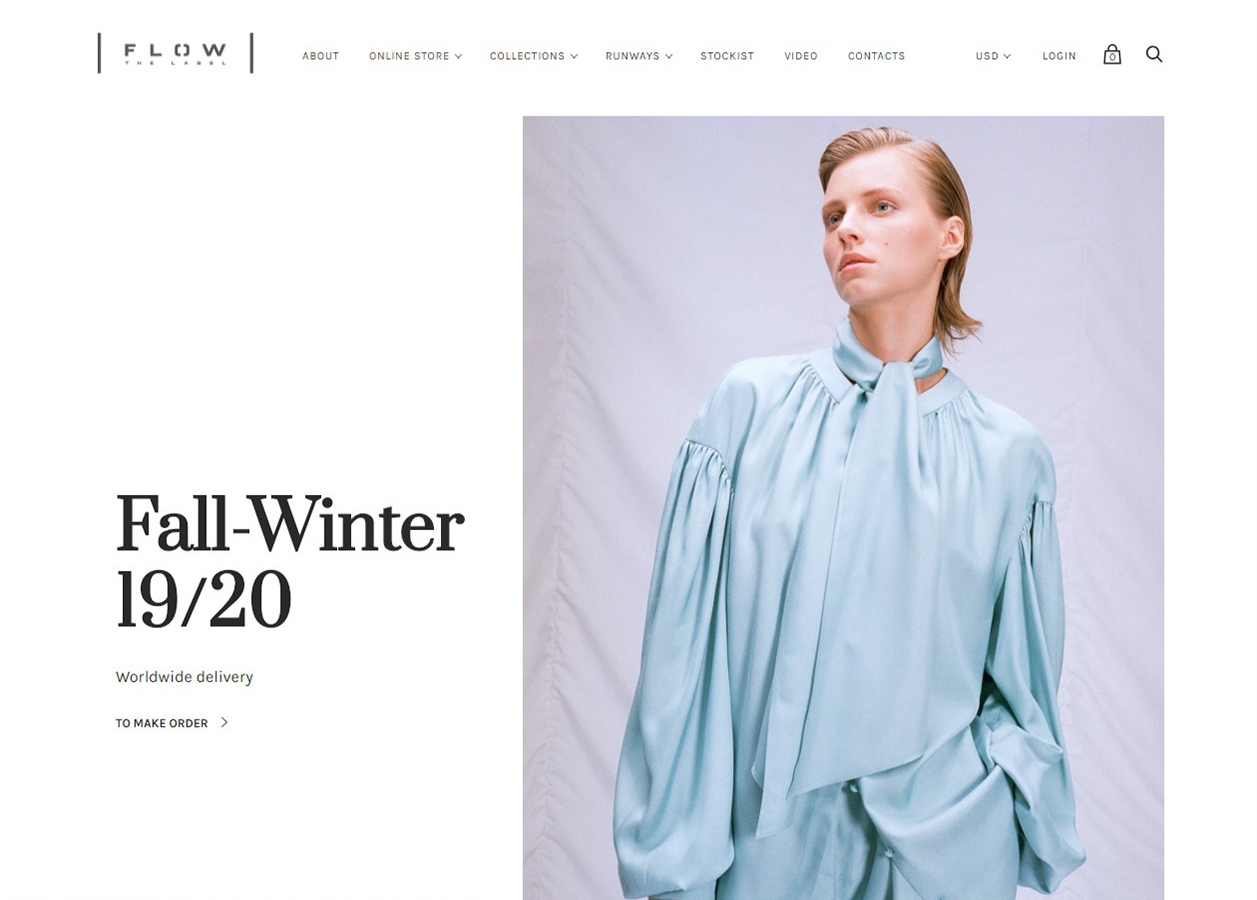 FLOW
THE LABEL
ABOUT ONLINE STORE COLLECTIONS RUNWAYS STOCKIST VIDEO CONTACTS USD LOGIN 0
Fall-Winter
19/20
Worldwide delivery
TO MAKE ORDER